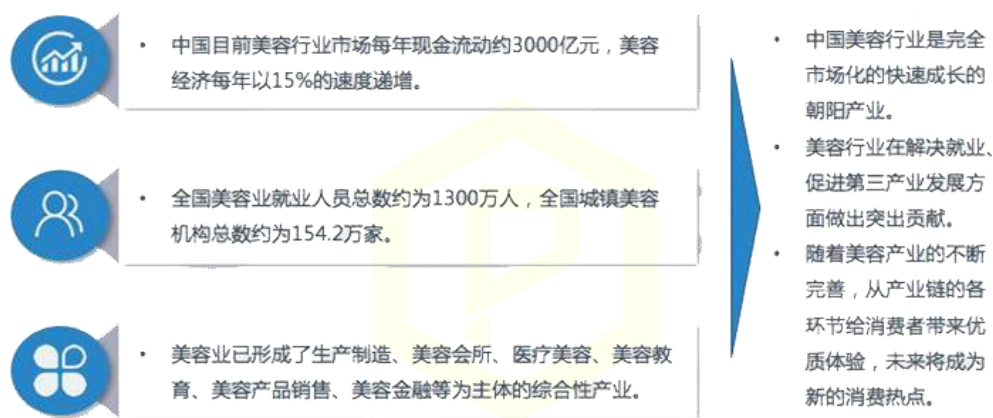 • 中国目前美容行业市场每年现金流动约3000亿元，美容
经济每年以15%的速度递增。
• 全国美容业就业人员总数约为1300万人，全国城镇美容
机构总数约为154.2万家。
• 美容业已形成了生产制造、美容会所、医疗美容、美容教
育、美容产品销售、美容金融等为主体的综合性产业。
• 中国美容行业是完全
市场化的快速成长的
朝阳产业。
• 美容行业在解决就业、
促进第三产业发展方
面做出突出贡献。
• 随着美容产业的不断
完善，从产业链的各
环节给消费者带来优
质体验，未来将成为
新的消费热点。